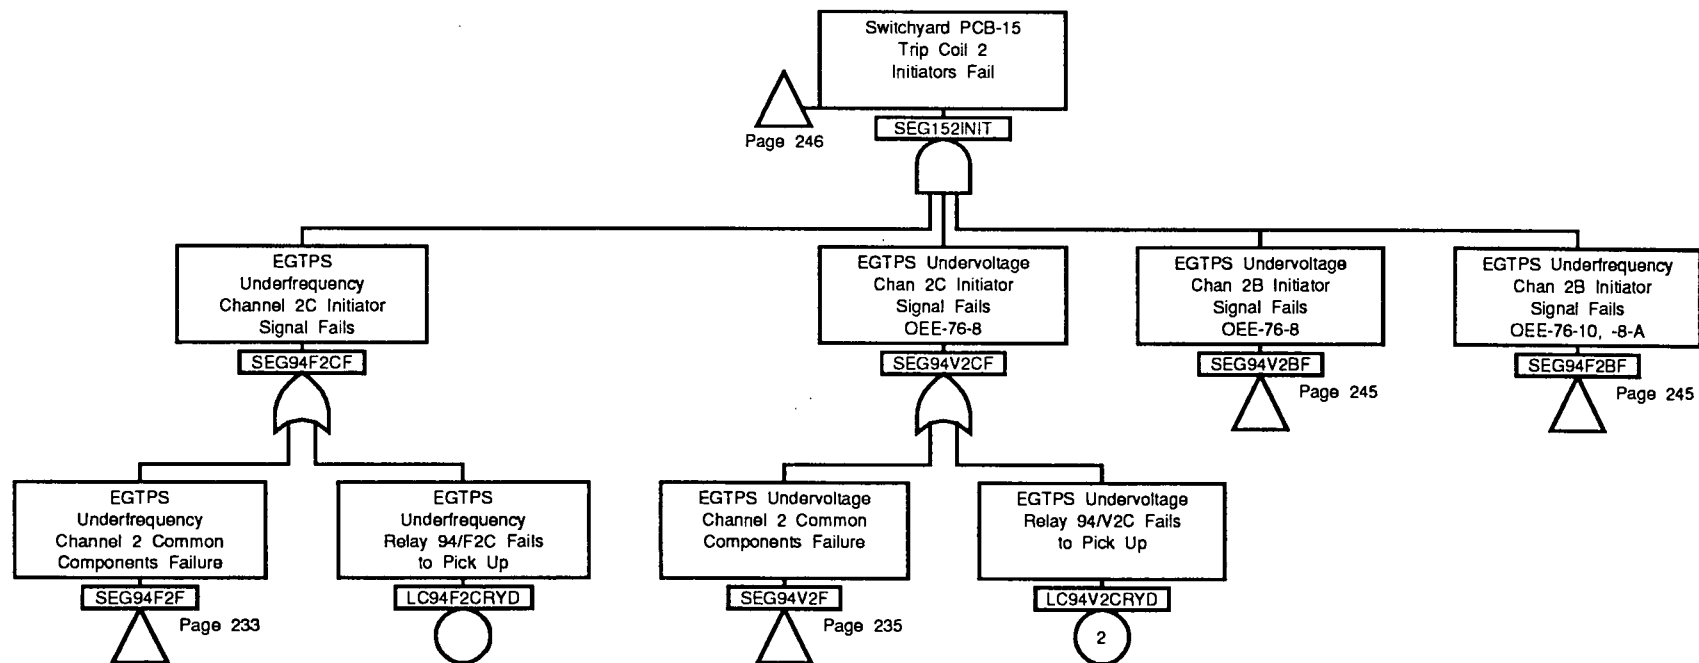 Switchyard PCB-15
Trip Coil 2
Initiators Fail
Page 246
SEG152INIT
EGTPS
Underfrequency
Channel 2C Initiator
Signal Fails
SEG94F2CF
EGTPS Undervoltage
Chan 2C Initiator
Signal Fails
OEE-76-8
SEG94V2CF
EGTPS Undervoltage
Chan 2B Initiator
Signal Fails
OEE-76-8
SEG94V2BF
Page 245
EGTPS Underfrequency
Chan 2B Initiator
Signal Fails
OEE-76-10, -8-A
SEG94F2BF
Page 245
EGTPS
Underfrequency
Channel 2 Common
Components Failure
SEG94F2F
Page 233
EGTPS
Underfrequency
Relay 94/F2C Fails
to Pick Up
LC94F2CRYD
EGTPS Undervoltage
Channel 2 Common
Components Failure
SEG94V2F
Page 235
EGTPS Undervoltage
Relay 94/V2C Fails
to Pick Up
LC94V2CRYD
2